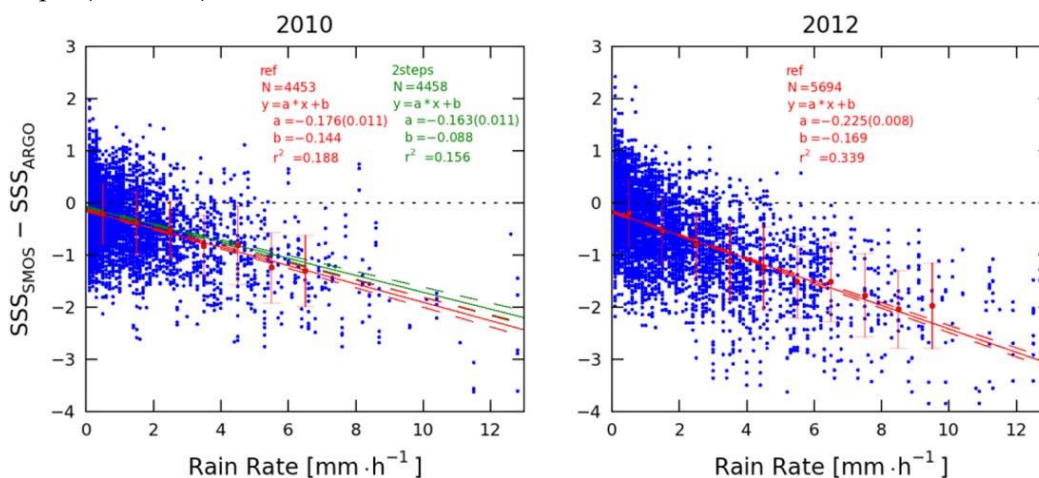 2010
3
2
1
0
−1
−2
−3
−4
0
2
4
6
8
10
12
SSS_SMOS − SSS_ARGO
Rain Rate [mm·h⁻¹]
ref
N=4453
y=a*x+b
a=−0.176(0.011)
b=−0.144
r² =0.188
2steps
N=4458
y=a*x+b
a=−0.163(0.011)
b=−0.088
r² =0.156
2012
3
2
1
0
−1
−2
−3
−4
0
2
4
6
8
10
12
Rain Rate [mm·h⁻¹]
ref
N=5694
y=a*x+b
a=−0.225(0.008)
b=−0.169
r² =0.339